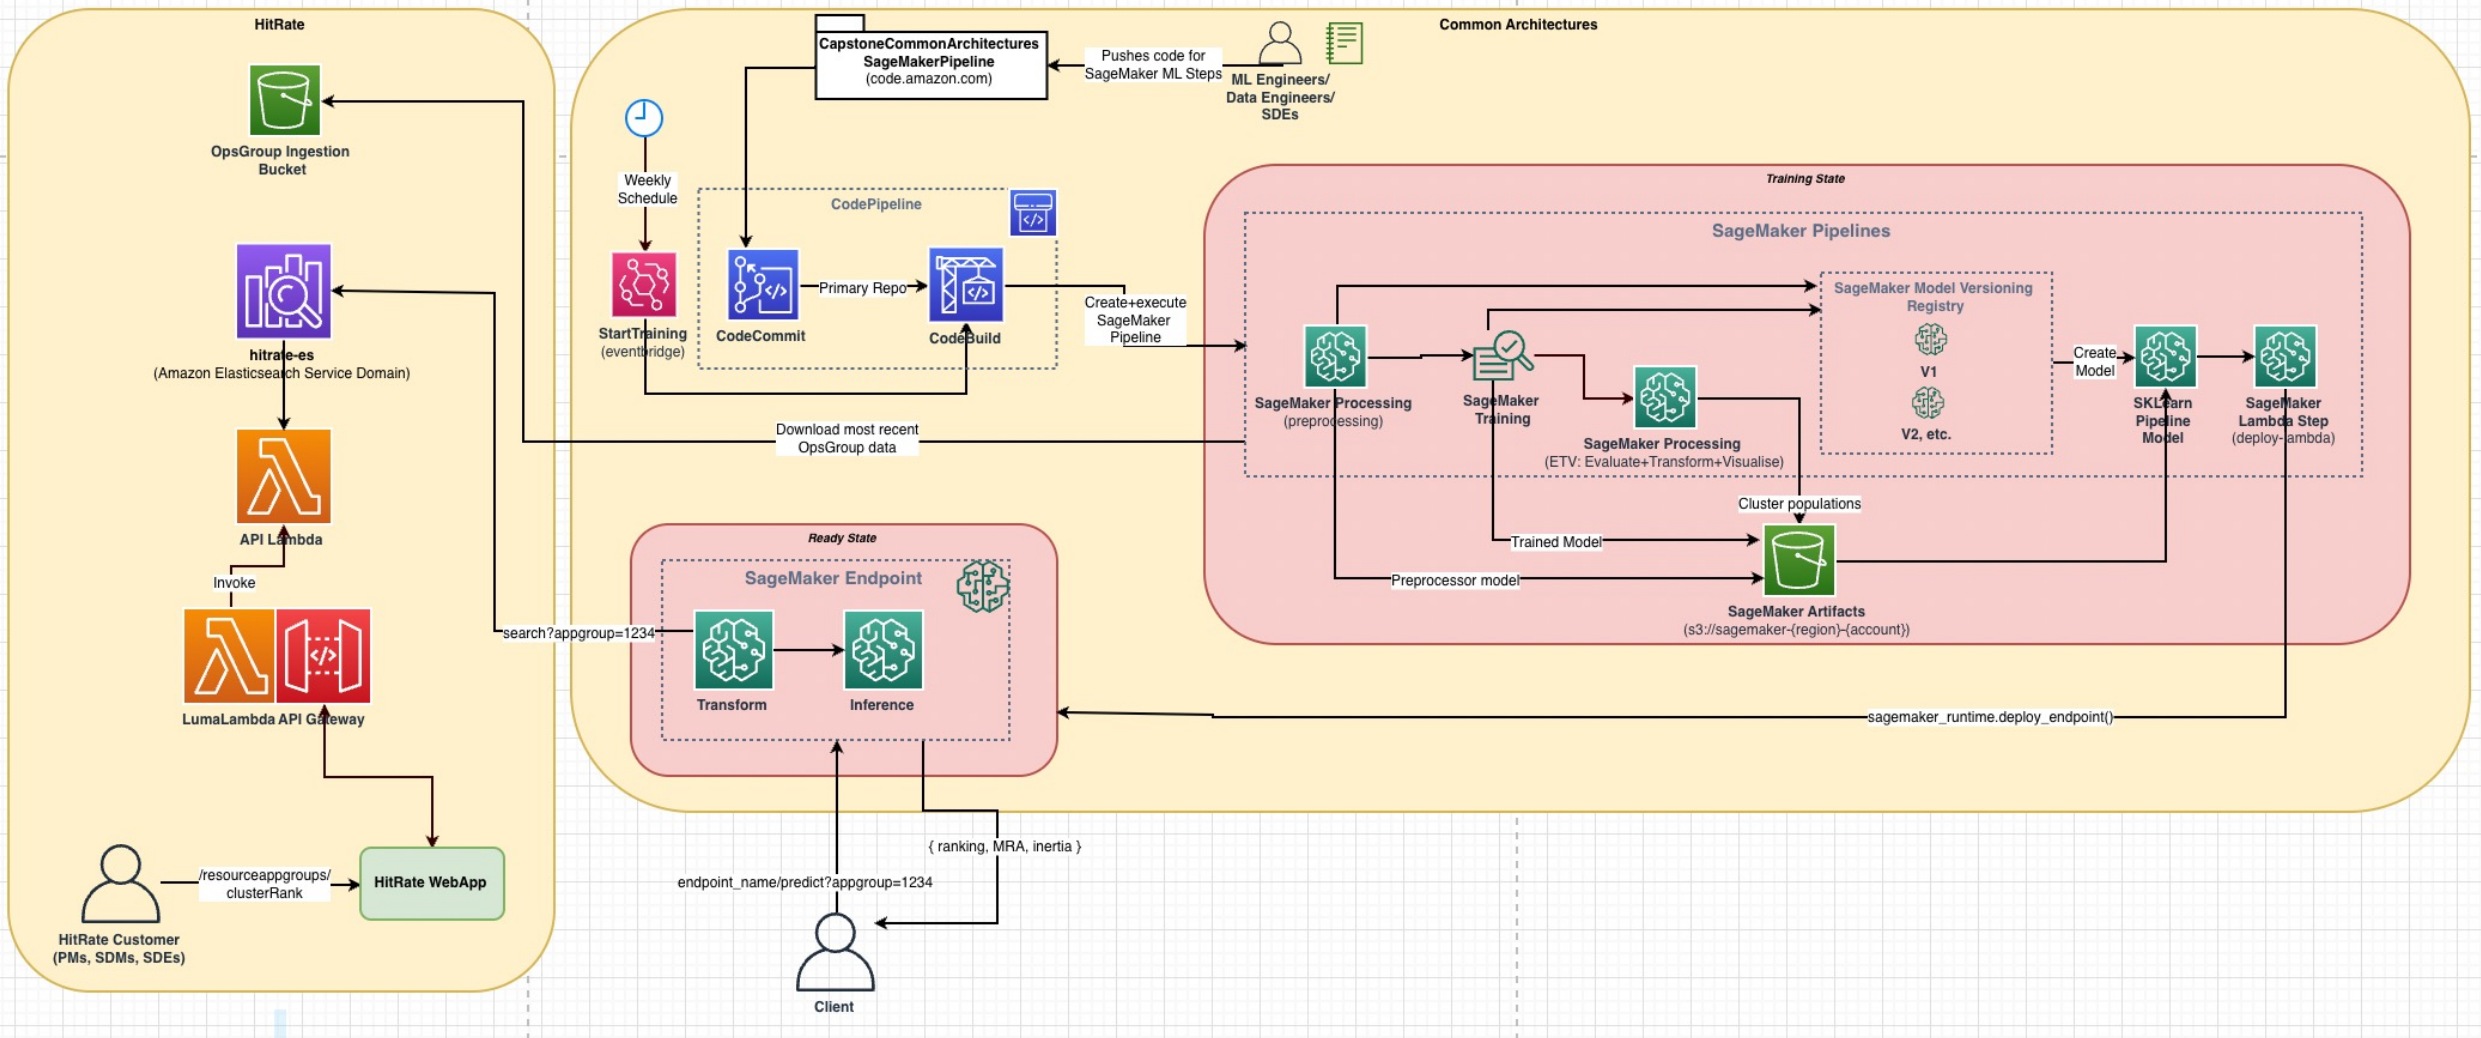 HitRate
OpsGroup Ingestion
Bucket
hitrate-es
(Amazon Elasticsearch Service Domain)
API Lambda
Invoke
LumaLambda
API Gateway
/resourceappgroups/
clusterRank
HitRate WebApp
HitRate Customer
(PMs, SDMs, SDEs)
Common Architectures
CapstoneCommonArchitectures
SageMakerPipeline
(code.amazon.com)
Pushes code for
SageMaker ML Steps
ML Engineers/
Data Engineers/
SDEs
Weekly
Schedule
StartTraining
(eventbridge)
CodePipeline
CodeCommit
Primary Repo
CodeBuild
Create+execute
SageMaker
Pipeline
Download most recent
OpsGroup data
Training State
SageMaker Pipelines
SageMaker Processing
(preprocessing)
SageMaker
Training
SageMaker Processing
(ETV: Evaluate+Transform+Visualise)
SageMaker Model Versioning
Registry
V1
V2, etc.
Create
Model
SKLearn
Pipeline
Model
SageMaker
Lambda Step
(deploy-lambda)
Cluster populations
Trained Model
Preprocessor model
SageMaker Artifacts
(s3://sagemaker-{region}-{account})
Ready State
SageMaker Endpoint
search?appgroup=1234
Transform
Inference
sagemaker_runtime.deploy_endpoint()
{ ranking, MRA, inertia }
endpoint_name/predict?appgroup=1234
Client